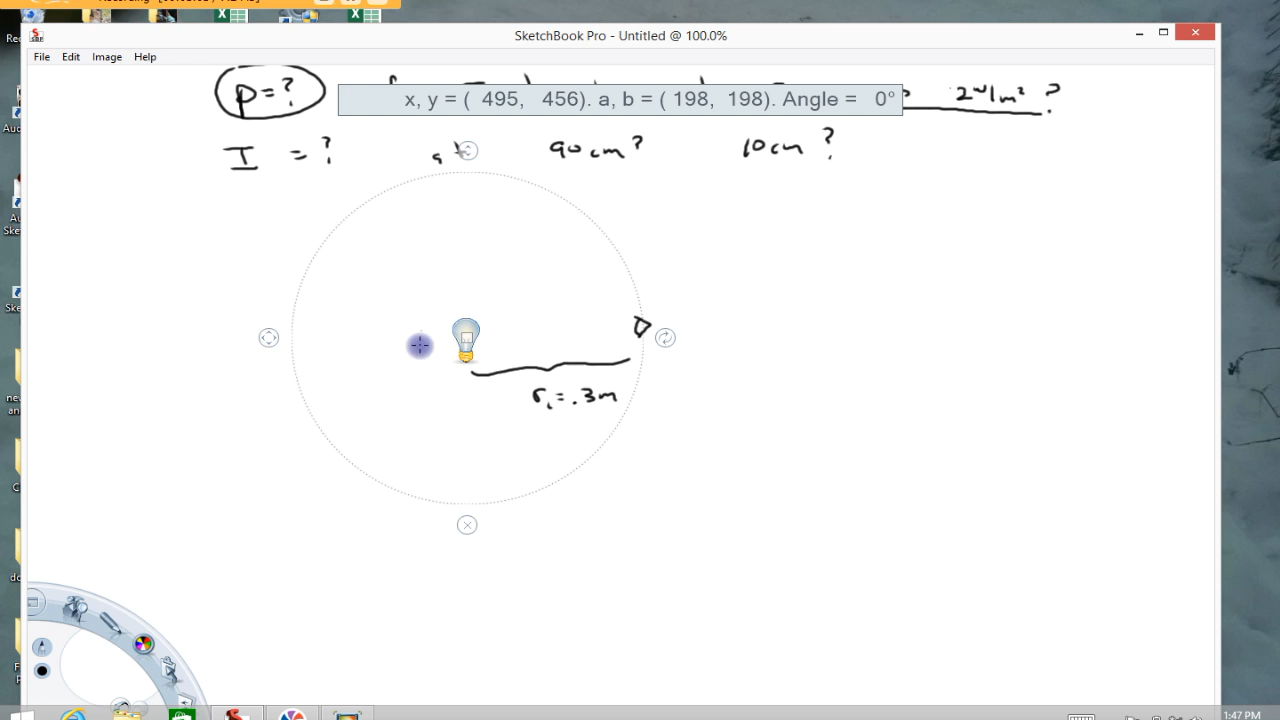 SketchBook Pro - Untitled @ 100.0%
File Edit Image Help
P=? 2w/m² ?
x, y = ( 495, 456). a, b = ( 198, 198). Angle = 0°
I = ? 90 cm? 10 cm ?
r₁ = .3m
1:47 PM